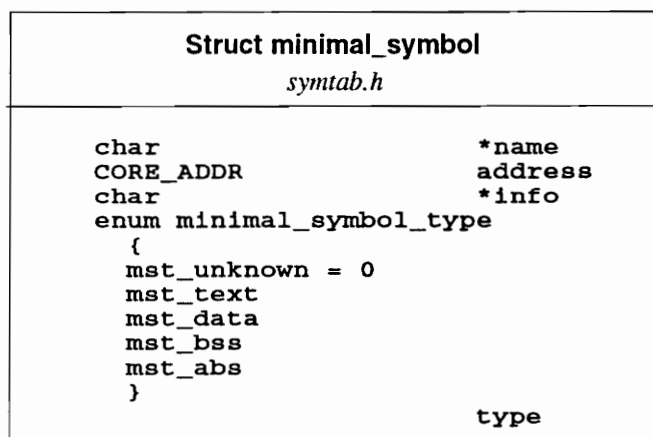 Struct minimal_symbol
symtab.h
char *name
CORE_ADDR address
char *info
enum minimal_symbol_type
{
mst_unknown = 0
mst_text
mst_data
mst_bss
mst_abs
}
type